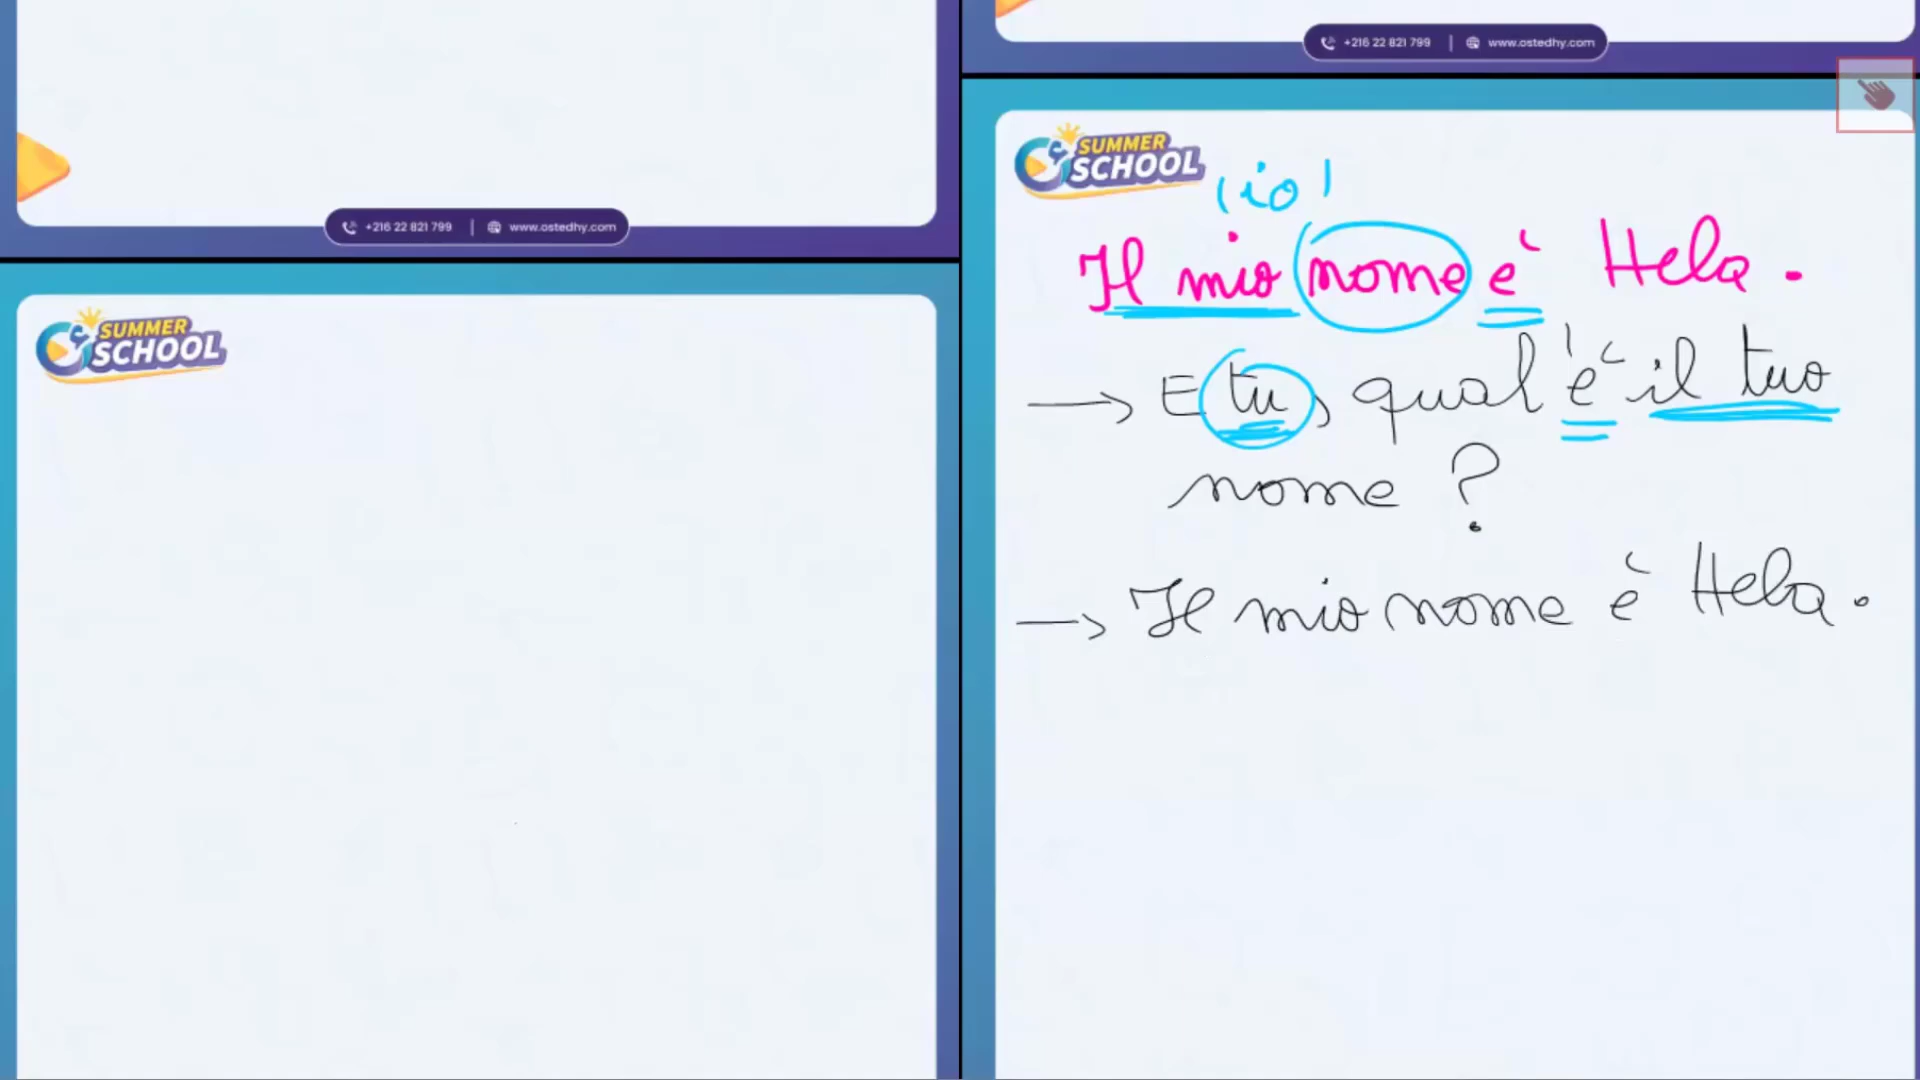 +216 22 821 799 | www.ostedhy.com
SUMMER
SCHOOL
+216 22 821 799 | www.ostedhy.com
SUMMER
SCHOOL
(io)
Il mio nome è Hela.
→ E tu, qual'è il tuo
nome ?
→ Il mio nome è Hela.